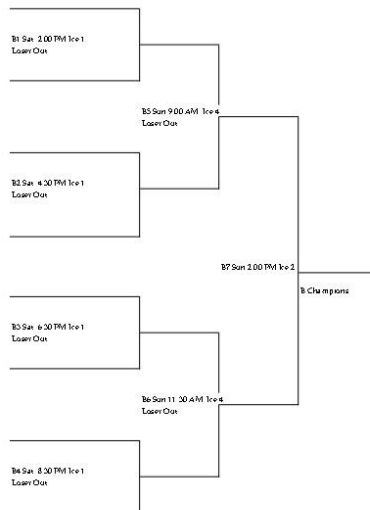 B1 Sat 2:00 PM Ice 1
Loser Out
B5 Sun 9:00 AM Ice 4
Loser Out
B2 Sat 4:30 PM Ice 1
Loser Out
B7 Sun 2:00 PM Ice 2
B Champions
B3 Sat 6:30 PM Ice 1
Loser Out
B6 Sun 11:30 AM Ice 4
Loser Out
B4 Sat 8:30 PM Ice 1
Loser Out